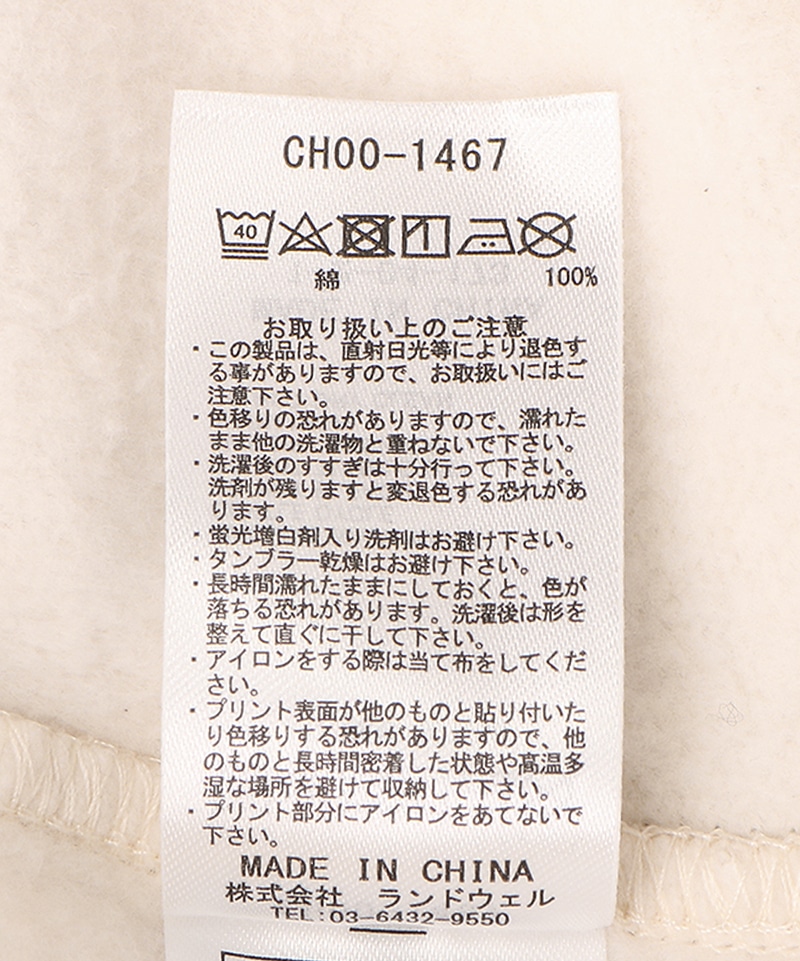 CH00-1467
40
綿 100%
お取り扱い上のご注意
・この製品は、直射日光等により退色す
る事がありますので、お取扱いにはご
注意下さい。
・色移りの恐れがありますので、濡れた
まま他の洗濯物と重ねないで下さい。
・洗濯後のすすぎは十分行って下さい。
洗剤が残りますと変退色する恐れがあ
ります。
・蛍光増白剤入り洗剤はお避け下さい。
・タンブラー乾燥はお避け下さい。
・長時間濡れたままにしておくと、色が
落ちる恐れがあります。洗濯後は形を
整えて直ぐに干して下さい。
・アイロンをする際は当て布をしてくだ
さい。
・プリント表面が他のものと貼り付いた
り色移りする恐れがありますので、他
のものと長時間密着した状態や高温多
湿な場所を避けて収納して下さい。
・プリント部分にアイロンをあてないで
下さい。
MADE IN CHINA
株式会社 ランドウェル
TEL:03-6432-9550